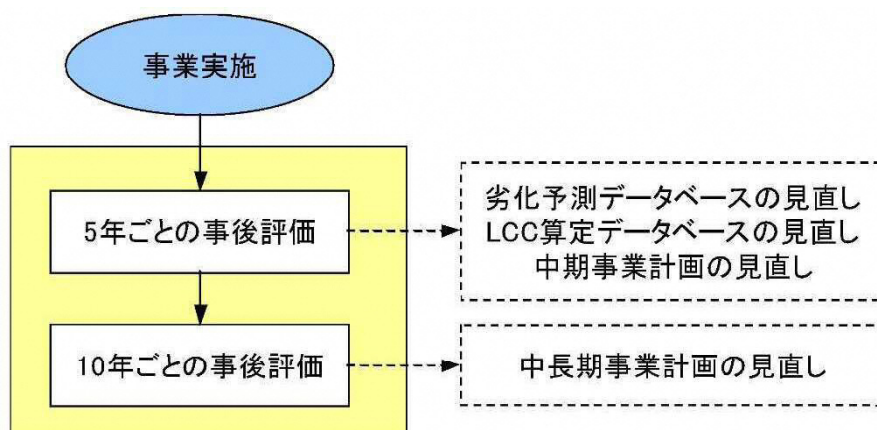 事業実施
5年ごとの事後評価
劣化予測データベースの見直し
LCC算定データベースの見直し
中期事業計画の見直し
10年ごとの事後評価
中長期事業計画の見直し